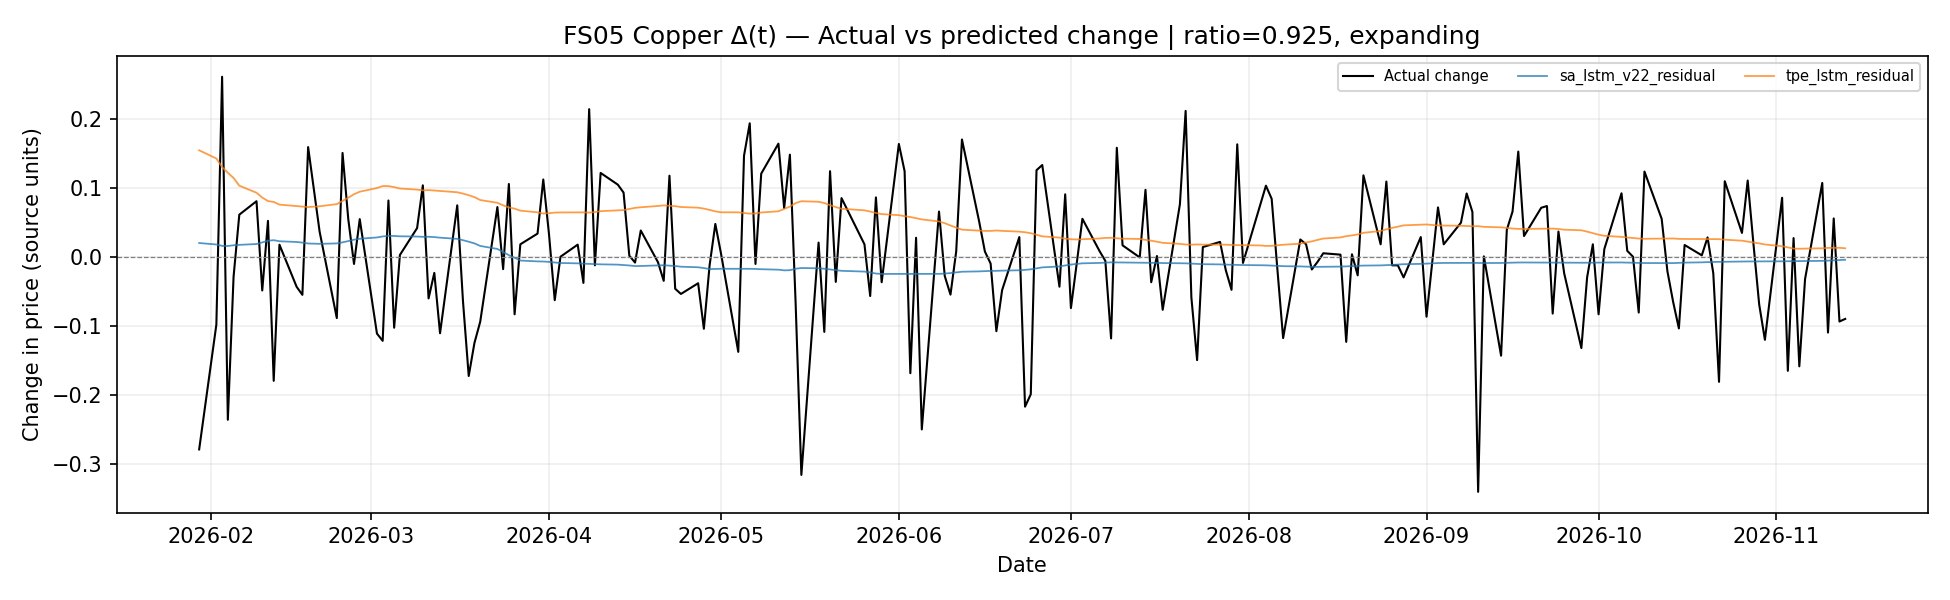 FS05 Copper Δ(t) — Actual vs predicted change | ratio=0.925, expanding
Actual change
sa_lstm_v22_residual
tpe_lstm_residual
Change in price (source units)
0.2
0.1
0.0
−0.1
−0.2
−0.3
2026-02
2026-03
2026-04
2026-05
2026-06
2026-07
2026-08
2026-09
2026-10
2026-11
Date